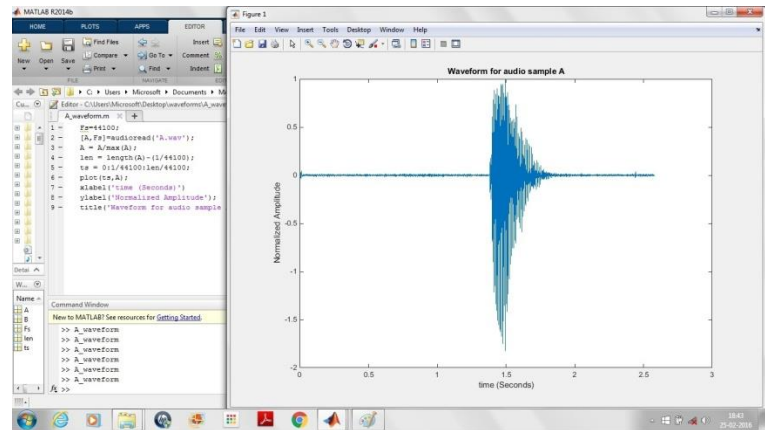 MATLAB R2014b
HOME PLOTS APPS EDITOR
New Open Save
Find Files
Compare
Print
Go To
Find
Insert
Comment
Indent
FILE NAVIGATE
C: Users Microsoft Documents
Cu...
Editor - C:\Users\Microsoft\Desktop\waveforms\A_wave
A_waveform.m
1 - Fs=44100;
2 - [A,Fs]=audioread('A.wav');
3 - A = A/max(A);
4 - len = length(A)-(1/44100);
5 - ts = 0:1/44100:len/44100;
6 - plot(ts,A);
7 - xlabel('time (Seconds)')
8 - ylabel('Normalized Amplitude');
9 - title('Waveform for audio sample
Detai
W...
Name
A
B
Fs
len
ts
Command Window
New to MATLAB? See resources for Getting Started.
>> A_waveform
>> A_waveform
>> A_waveform
>> A_waveform
>> A_waveform
fx >>
Figure 1
File Edit View Insert Tools Desktop Window Help
Waveform for audio sample A
1
0.5
0
-0.5
-1
-1.5
-2
Normalized Amplitude
0 0.5 1 1.5 2 2.5 3
time (Seconds)
18:43
25-02-2016